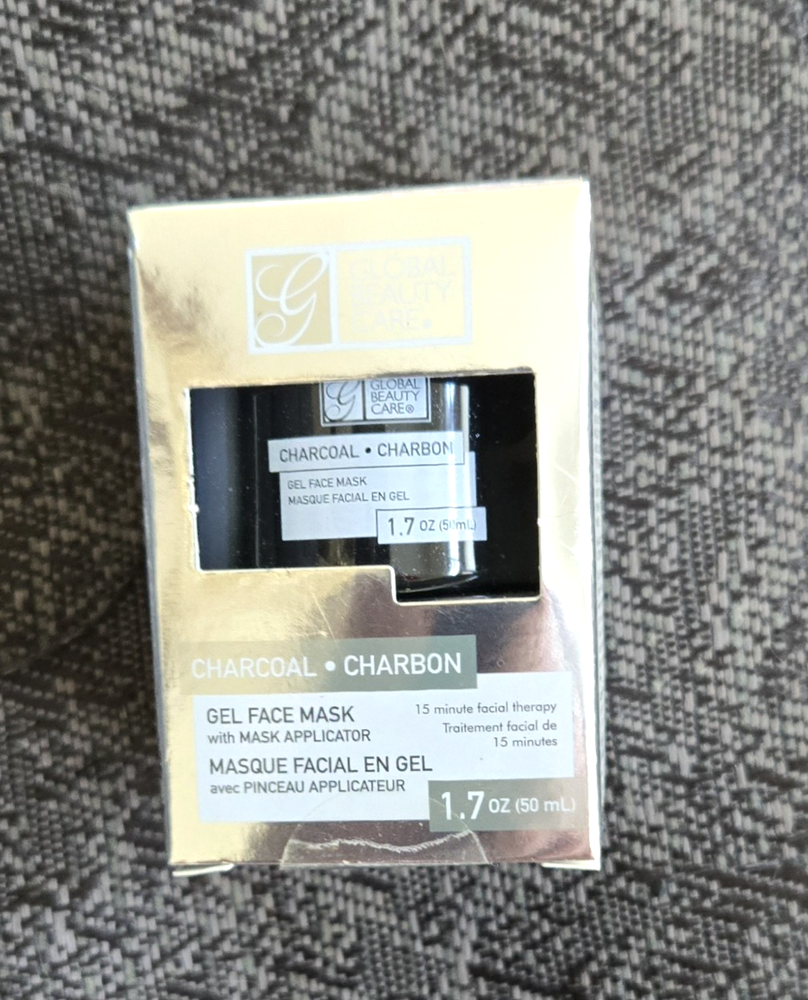 G
GLOBAL
BEAUTY
CARE®
G
GLOBAL
BEAUTY
CARE®
CHARCOAL • CHARBON
GEL FACE MASK
MASQUE FACIAL EN GEL
1.7 OZ (50mL)
CHARCOAL • CHARBON
GEL FACE MASK
with MASK APPLICATOR
15 minute facial therapy
Traitement facial de
15 minutes
MASQUE FACIAL EN GEL
avec PINCEAU APPLICATEUR
1.7 OZ (50 mL)